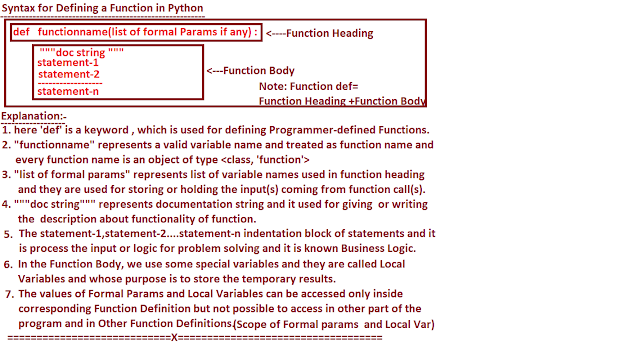 Syntax for Defining a Function in Python
def functionname(list of formal Params if any) : <----Function Heading
"""doc string """
statement-1
statement-2 <---Function Body
------------------
statement-n
Note: Function def=
Function Heading +Function Body
Explanation:-
1. here 'def' is a keyword , which is used for defining Programmer-defined Functions.
2. "functionname" represents a valid variable name and treated as function name and
every function name is an object of type <class, 'function'>
3. "list of formal params" represents list of variable names used in function heading
and they are used for storing or holding the input(s) coming from function call(s).
4. """doc string""" represents documentation string and it used for giving or writing
the description about functionality of function.
5. The statement-1,statement-2....statement-n indentation block of statements and it
is process the input or logic for problem solving and it is known Business Logic.
6. In the Function Body, we use some special variables and they are called Local
Variables and whose purpose is to store the temporary results.
7. The values of Formal Params and Local Variables can be accessed only inside
corresponding Function Definition but not possible to access in other part of the
program and in Other Function Definitions.(Scope of Formal params and Local Var)
============================X===================================